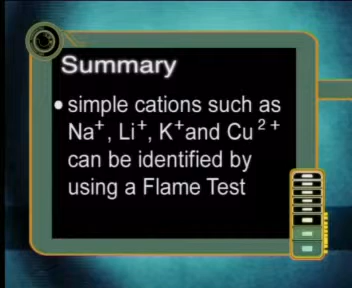 Summary
• simple cations such as
Na⁺, Li⁺, K⁺and Cu²⁺
can be identified by
using a Flame Test